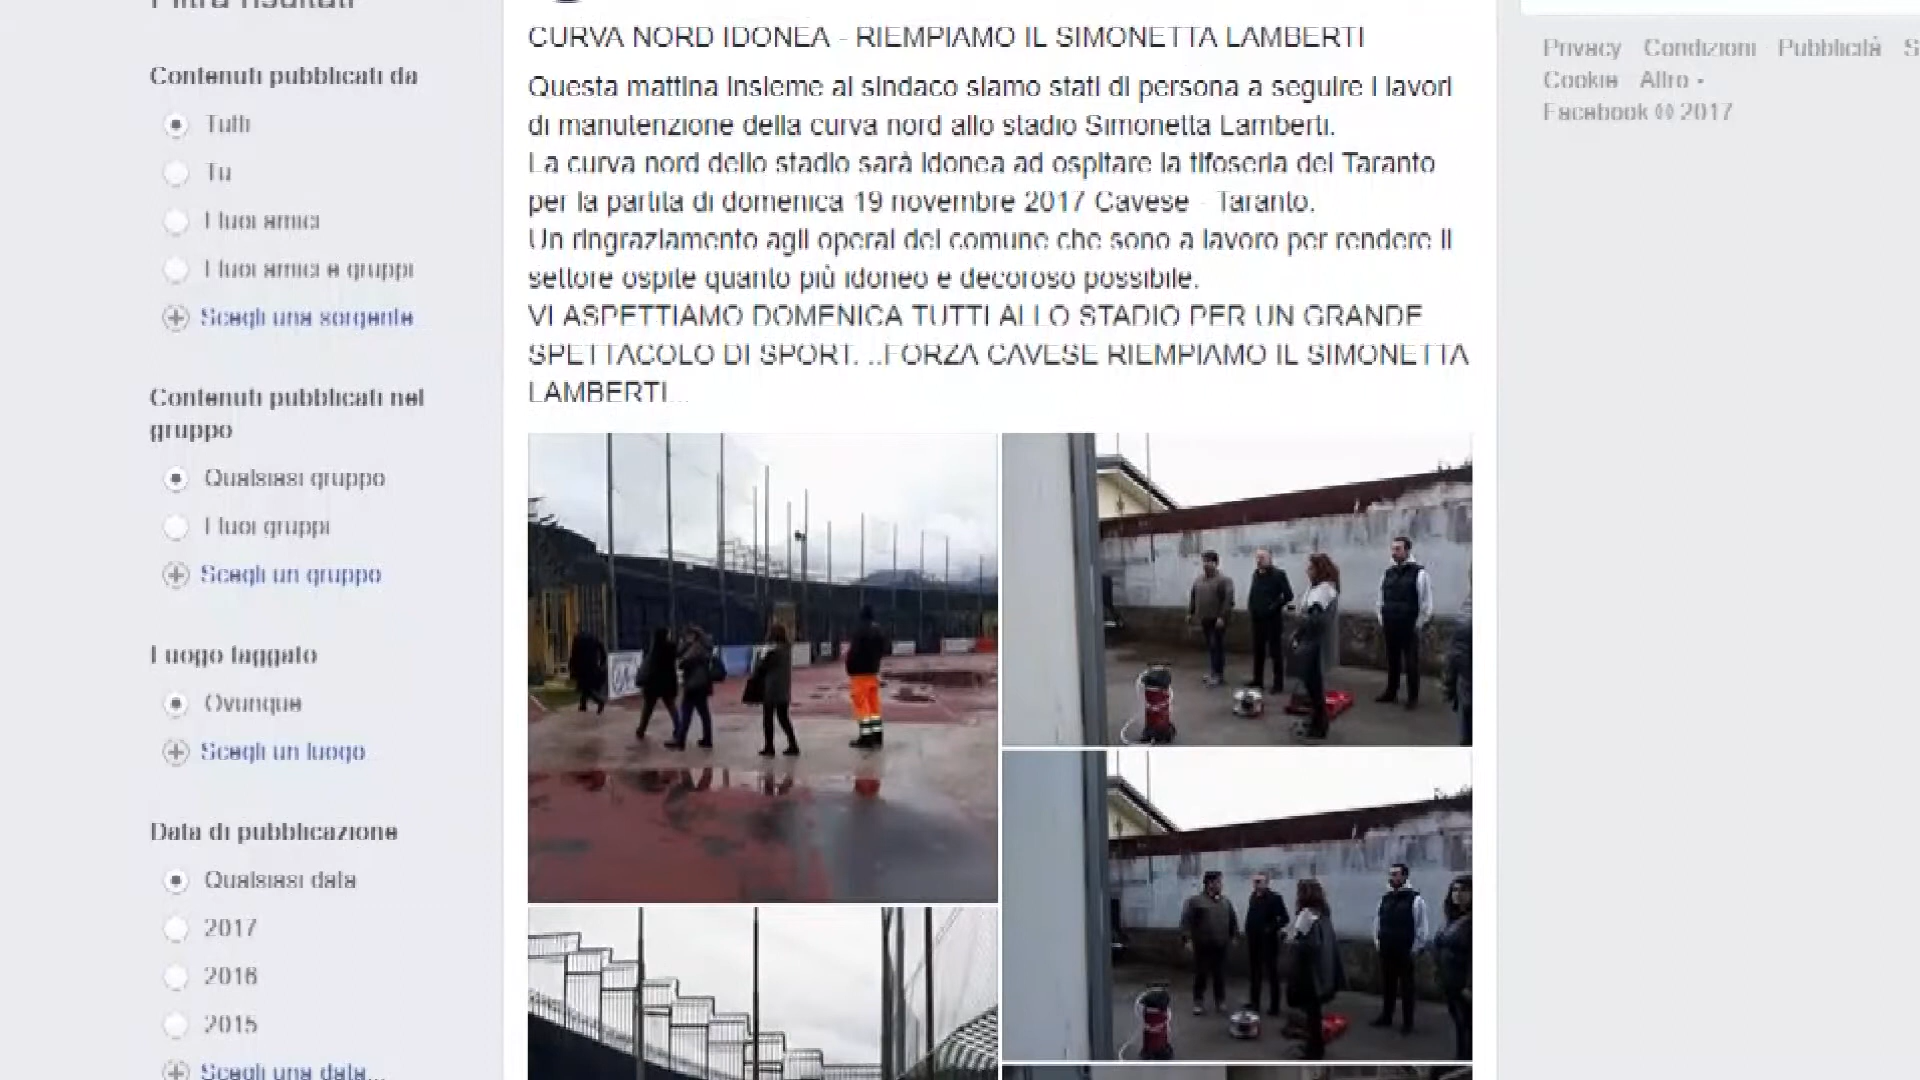 Filtra risultati
Contenuti pubblicati da
Tutti
Tu
I tuoi amici
I tuoi amici e gruppi
Scegli una sorgente
Contenuti pubblicati nel
gruppo
Qualsiasi gruppo
I tuoi gruppi
Scegli un gruppo
Luogo taggato
Ovunque
Scegli un luogo
Data di pubblicazione
Qualsiasi data
2017
2016
2015
Scegli una data...
CURVA NORD IDONEA - RIEMPIAMO IL SIMONETTA LAMBERTI
Questa mattina insieme al sindaco siamo stati di persona a seguire i lavori
di manutenzione della curva nord allo stadio Simonetta Lamberti.
La curva nord dello stadio sarà idonea ad ospitare la tifoseria del Taranto
per la partita di domenica 19 novembre 2017 Cavese - Taranto.
Un ringraziamento agli operai del comune che sono a lavoro per rendere il
settore ospite quanto più idoneo e decoroso possibile.
VI ASPETTIAMO DOMENICA TUTTI ALLO STADIO PER UN GRANDE
SPETTACOLO DI SPORT. ..FORZA CAVESE RIEMPIAMO IL SIMONETTA
LAMBERTI...
Privacy Condizioni Pubblicità
Cookie Altro
Facebook © 2017